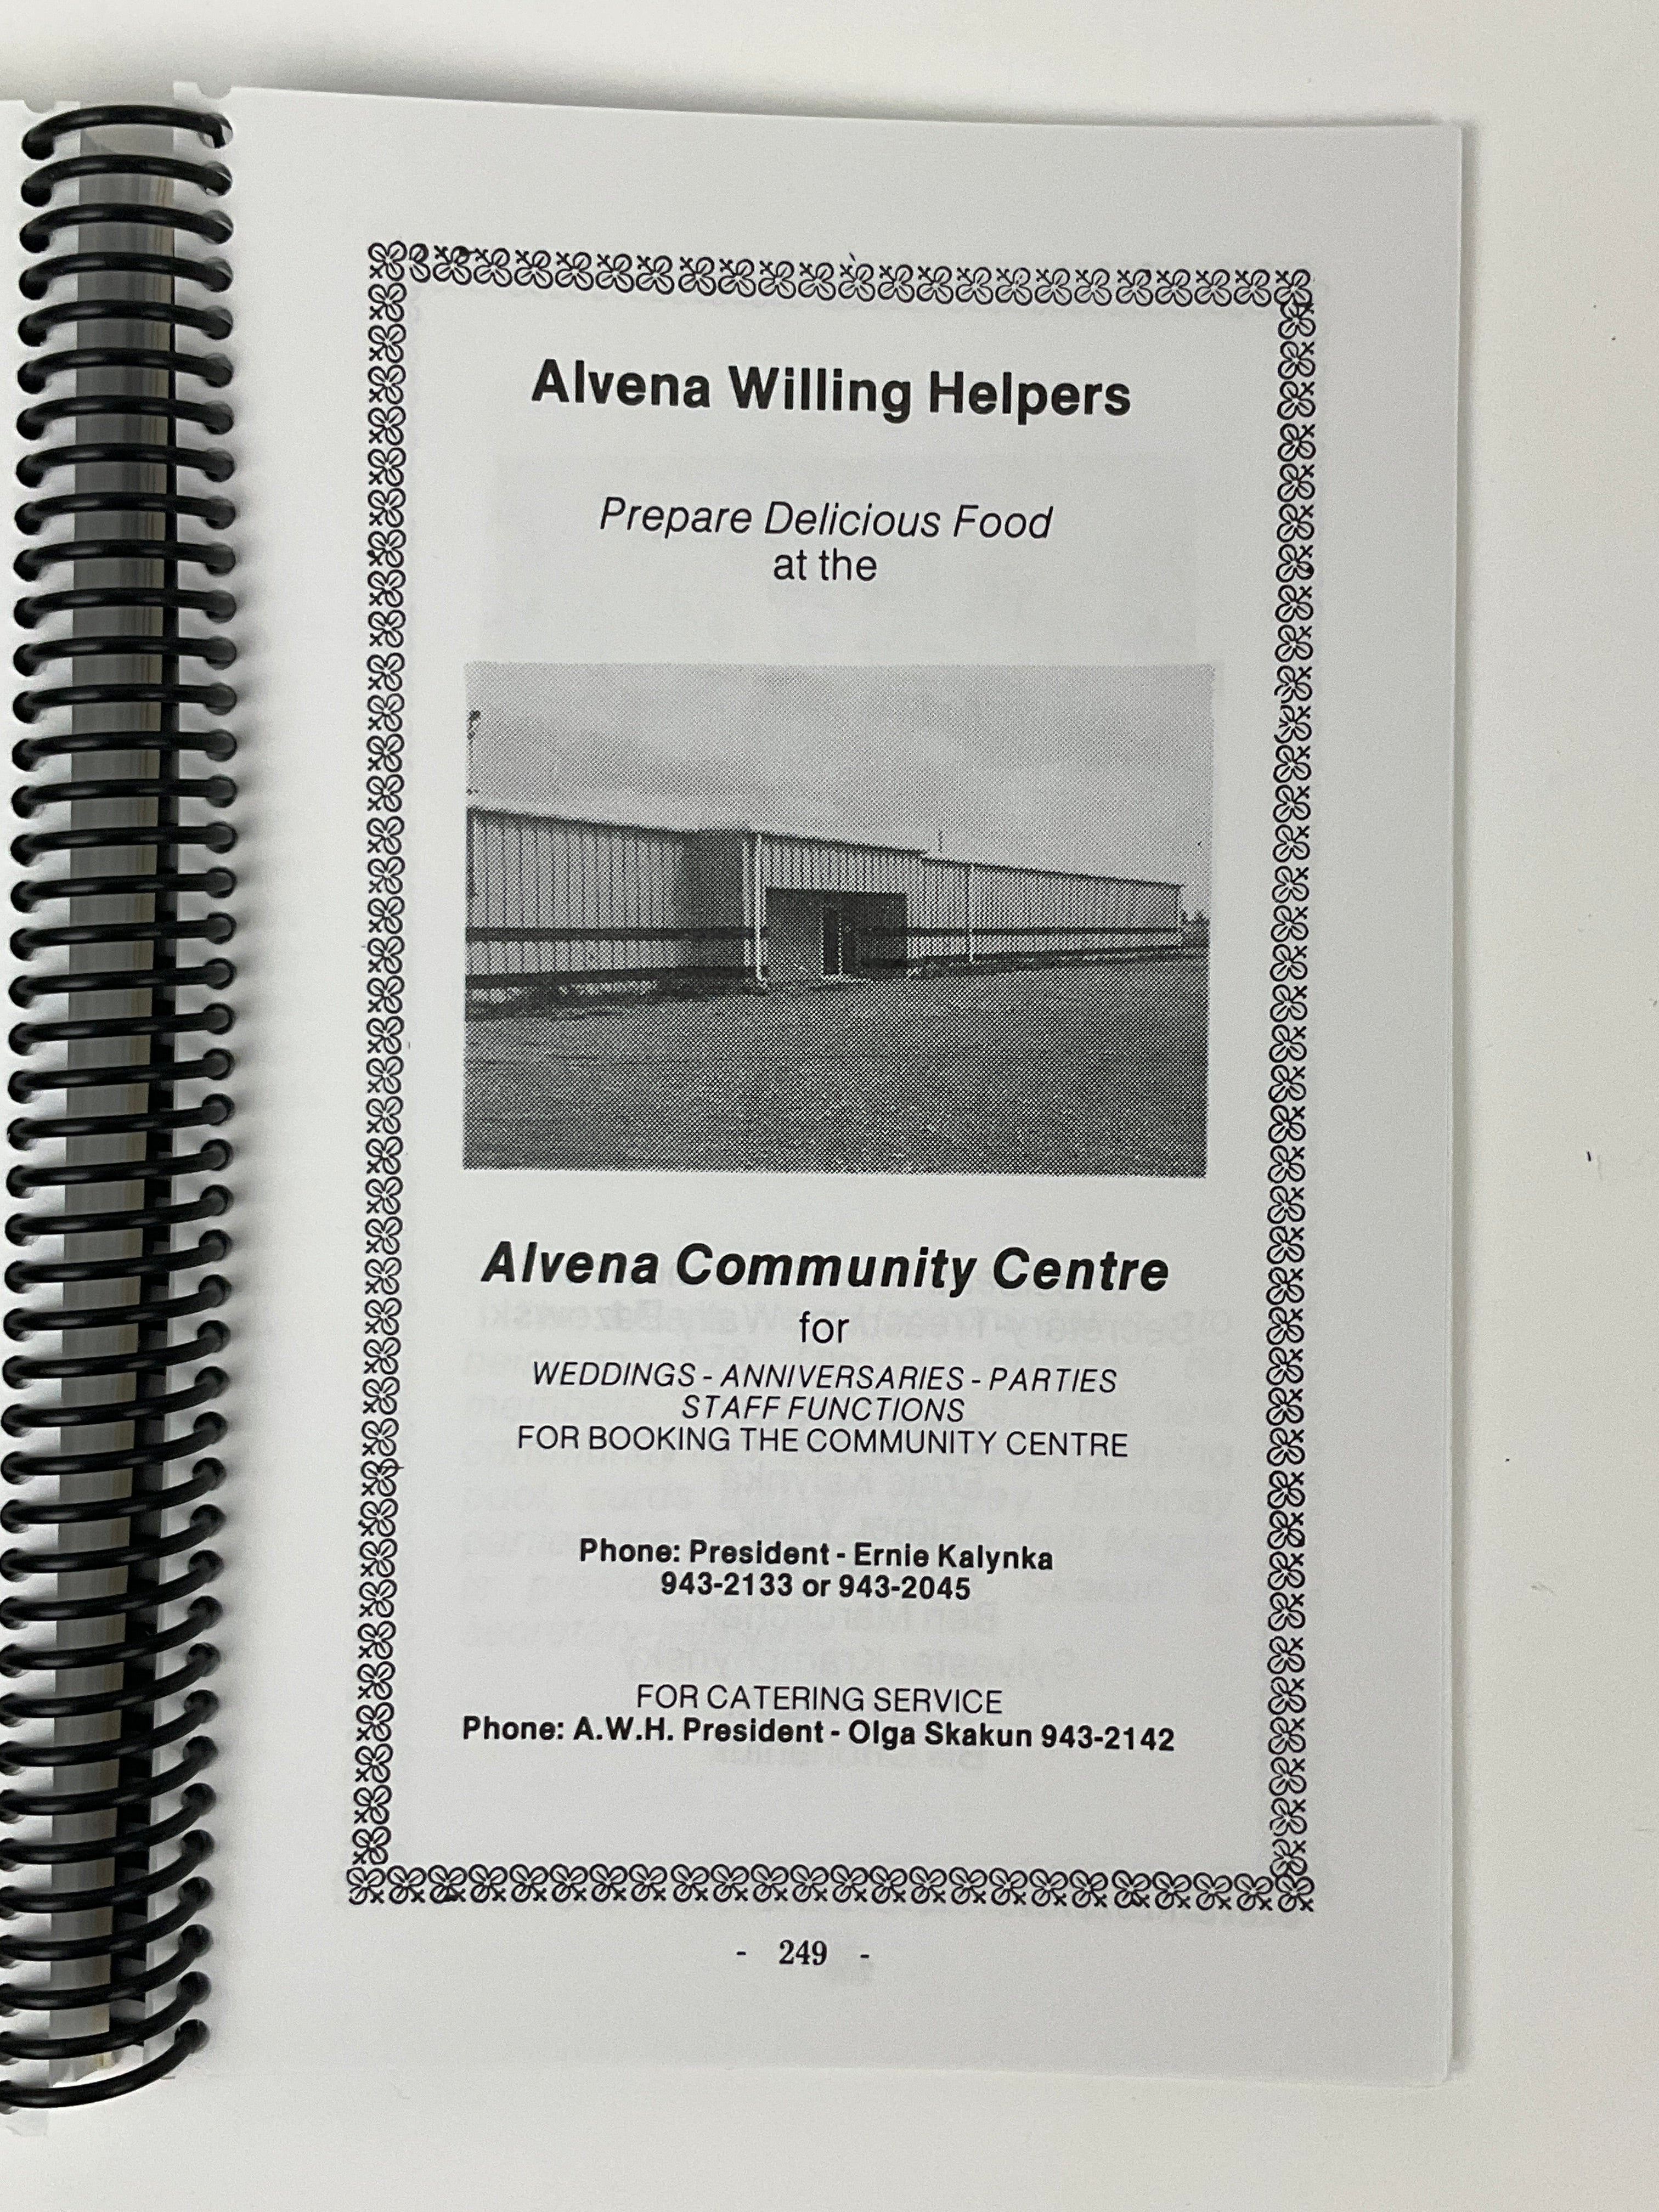 Alvena Willing Helpers
Prepare Delicious Food
at the
Alvena Community Centre
for
WEDDINGS - ANNIVERSARIES - PARTIES
STAFF FUNCTIONS
FOR BOOKING THE COMMUNITY CENTRE
Phone: President - Ernie Kalynka
943-2133 or 943-2045
FOR CATERING SERVICE
Phone: A.W.H. President - Olga Skakun 943-2142
- 249 -